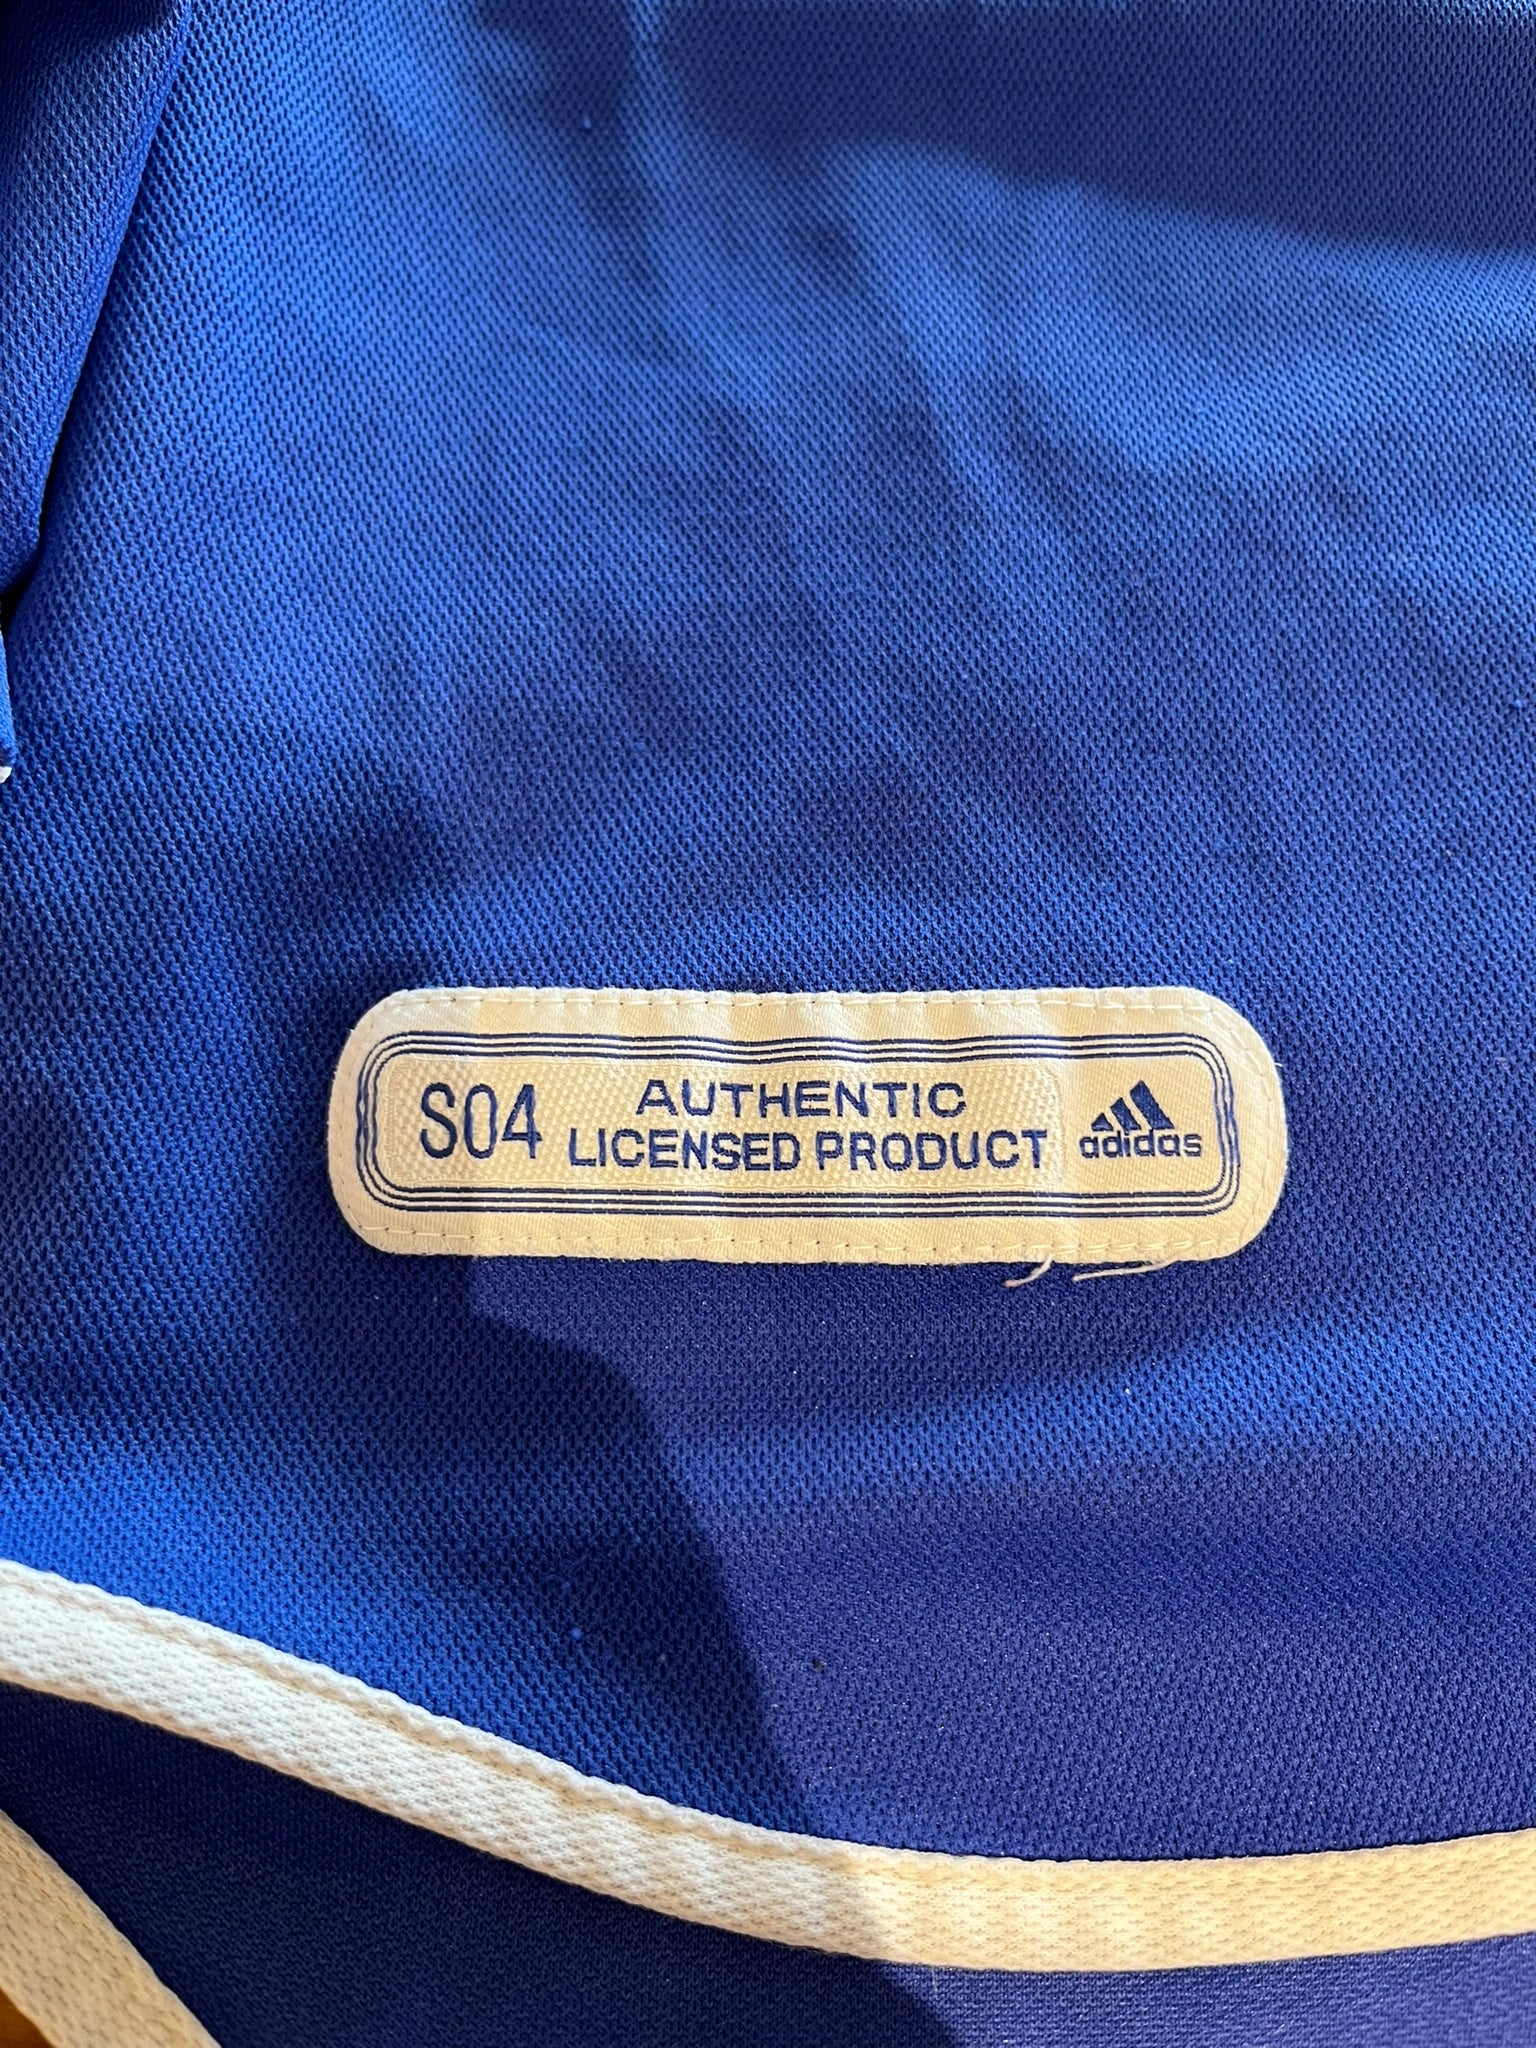 S04
AUTHENTIC
LICENSED PRODUCT
adidas